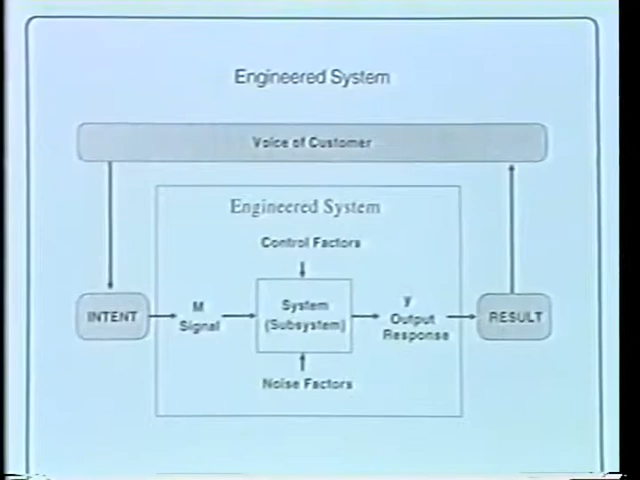 Engineered System
Voice of Customer
Engineered System
Control Factors
INTENT
M
Signal
System
(Subsystem)
y
Output
Response
RESULT
Noise Factors